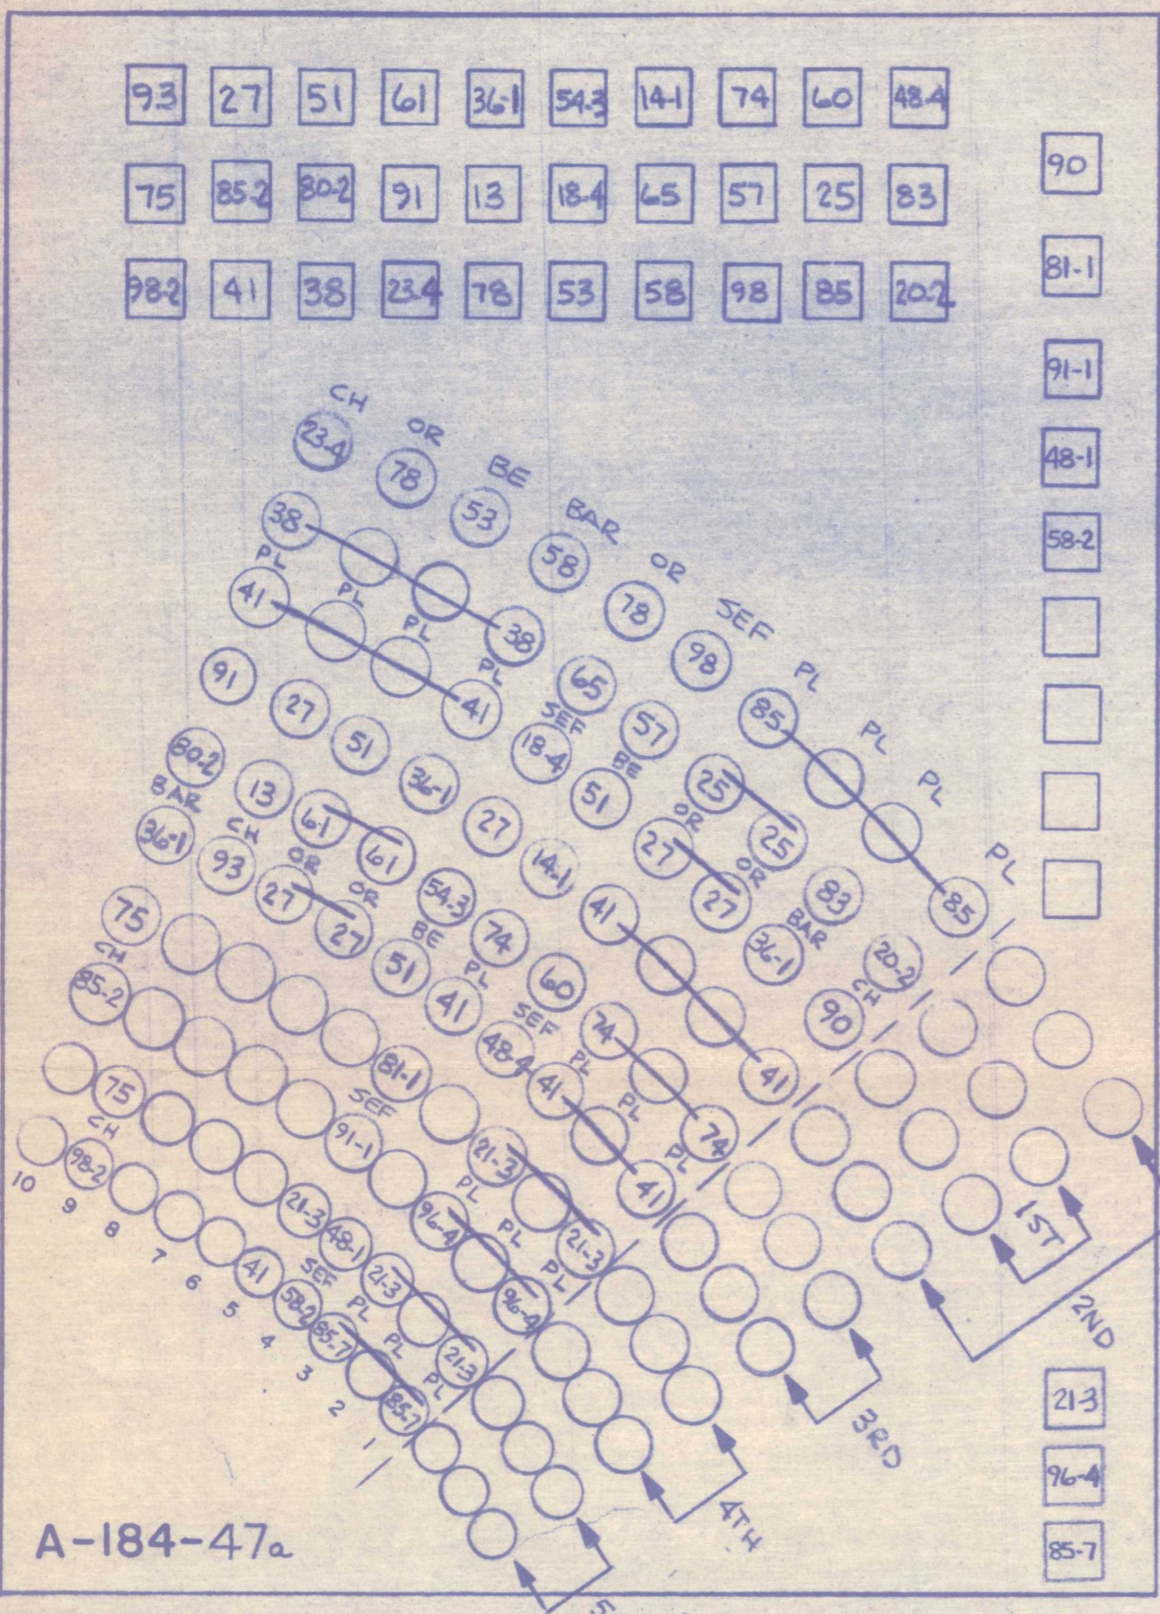 93 27 51 61 36-1 54-3 14-1 74 60 48-4
75 85-2 80-2 91 13 18-4 65 57 25 83
98-2 41 38 23-4 78 53 58 98 85 20-2
90
81-1
91-1
48-1
58-2
CH OR BE BAR OR SEF PL PL PL PL
23-4 78 53 58 78 98 85 85
38 38 65 57 25 25 83 20-2
PL PL PL PL SEF BE OR OR BAR CH
41 41 18-4 51 27 27 36-1 90
91 27 51 36-1 27 14-1 41 41
80-2 13 61 61 54-3 74 60 74 74
BAR CH OR OR BE PL SEF PL PL PL
36-1 93 27 27 51 41 48-4 41 41
75 81-1 21-3 21-3
CH SEF PL PL PL
85-2 91-1 96-4 96-4
75 21-3 48-1 21-3 21-3
CH SEF PL PL PL
98-2 41 58-2 85-7 85-7
10 9 8 7 6 5 4 3 2 1
1ST
2ND
3RD
4TH
5
21-3
96-4
85-7
A-184-47a